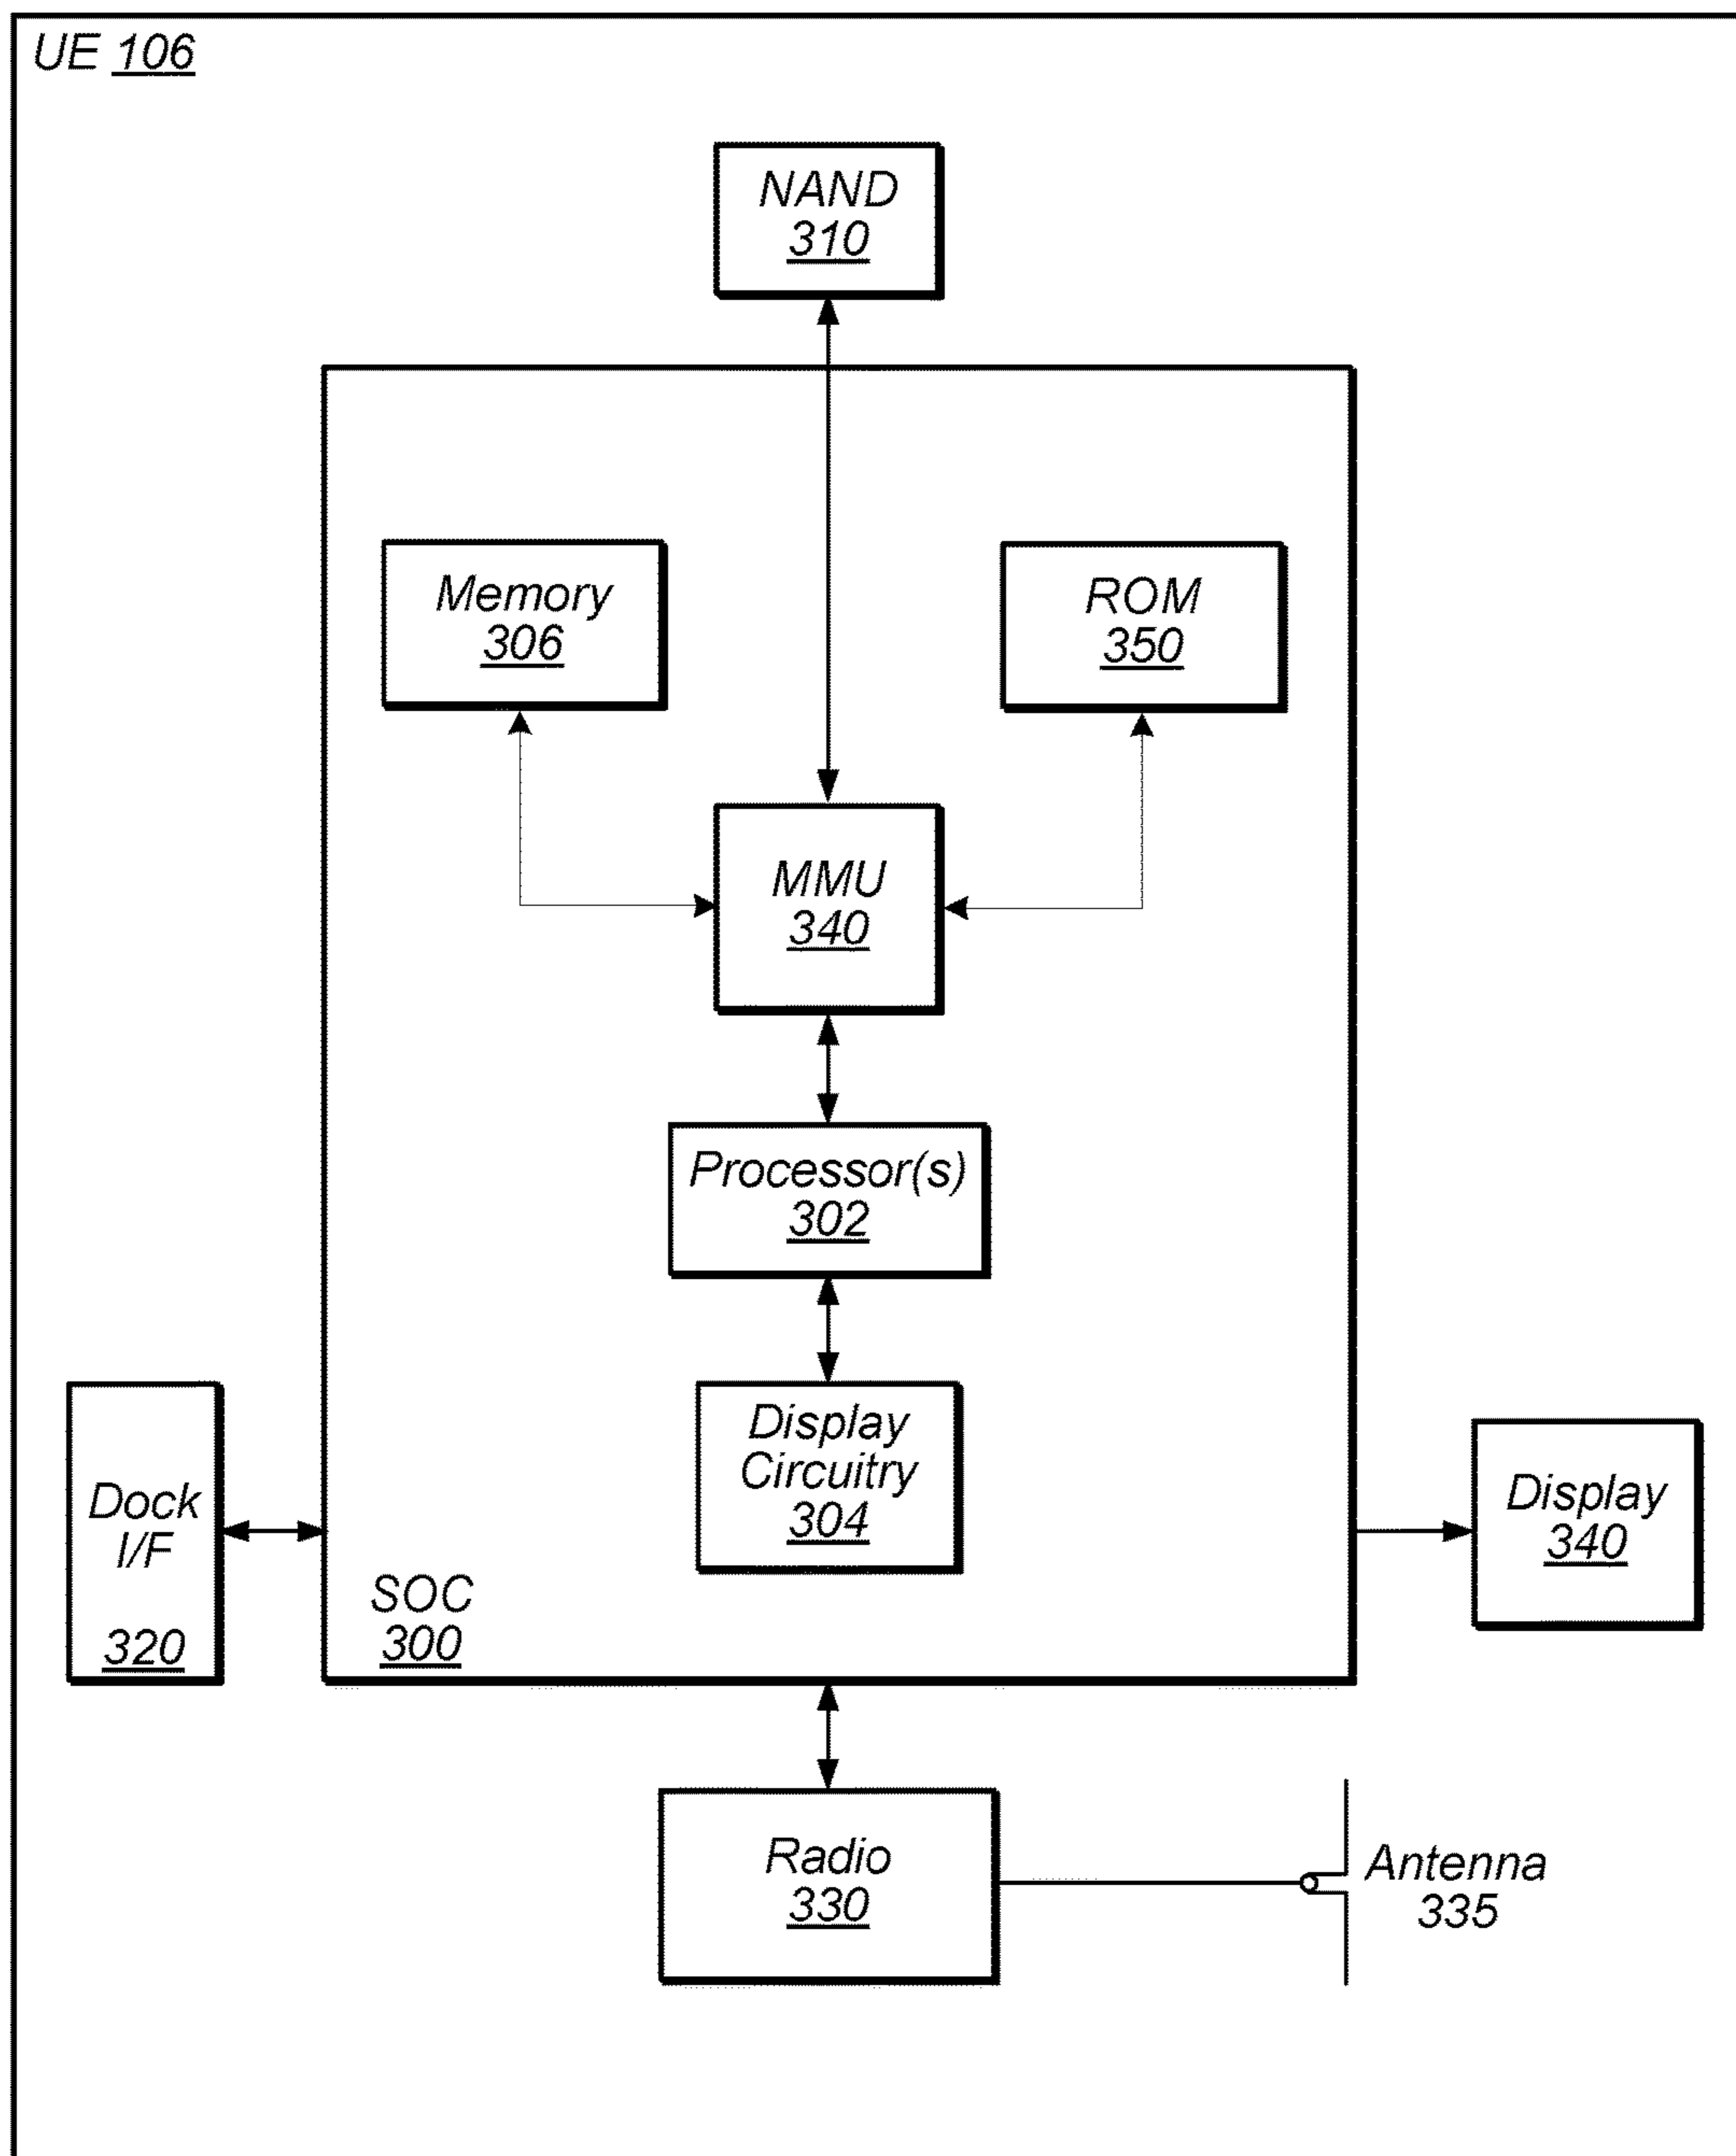 UE 106
NAND
310
Memory
306
ROM
350
MMU
340
Processor(s)
302
Display
Circuitry
304
Dock
I/F
320
SOC
300
Display
340
Radio
330
Antenna
335